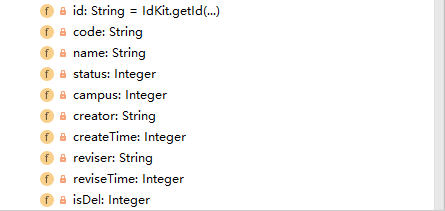 f id: String = IdKit.getId(...)
f code: String
f name: String
f status: Integer
f campus: Integer
f creator: String
f createTime: Integer
f reviser: String
f reviseTime: Integer
f isDel: Integer